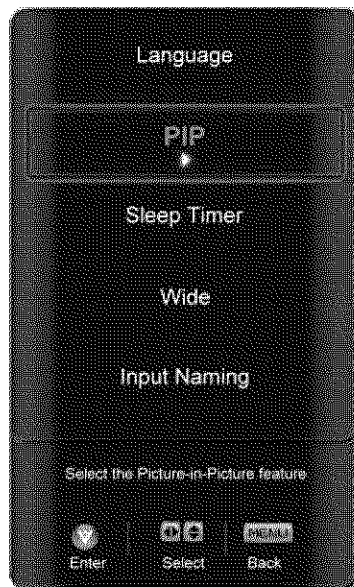 Language
PIP
Sleep Timer
Wide
Input Naming
Select the Picture-in-Picture feature
MENU
Enter Select Back